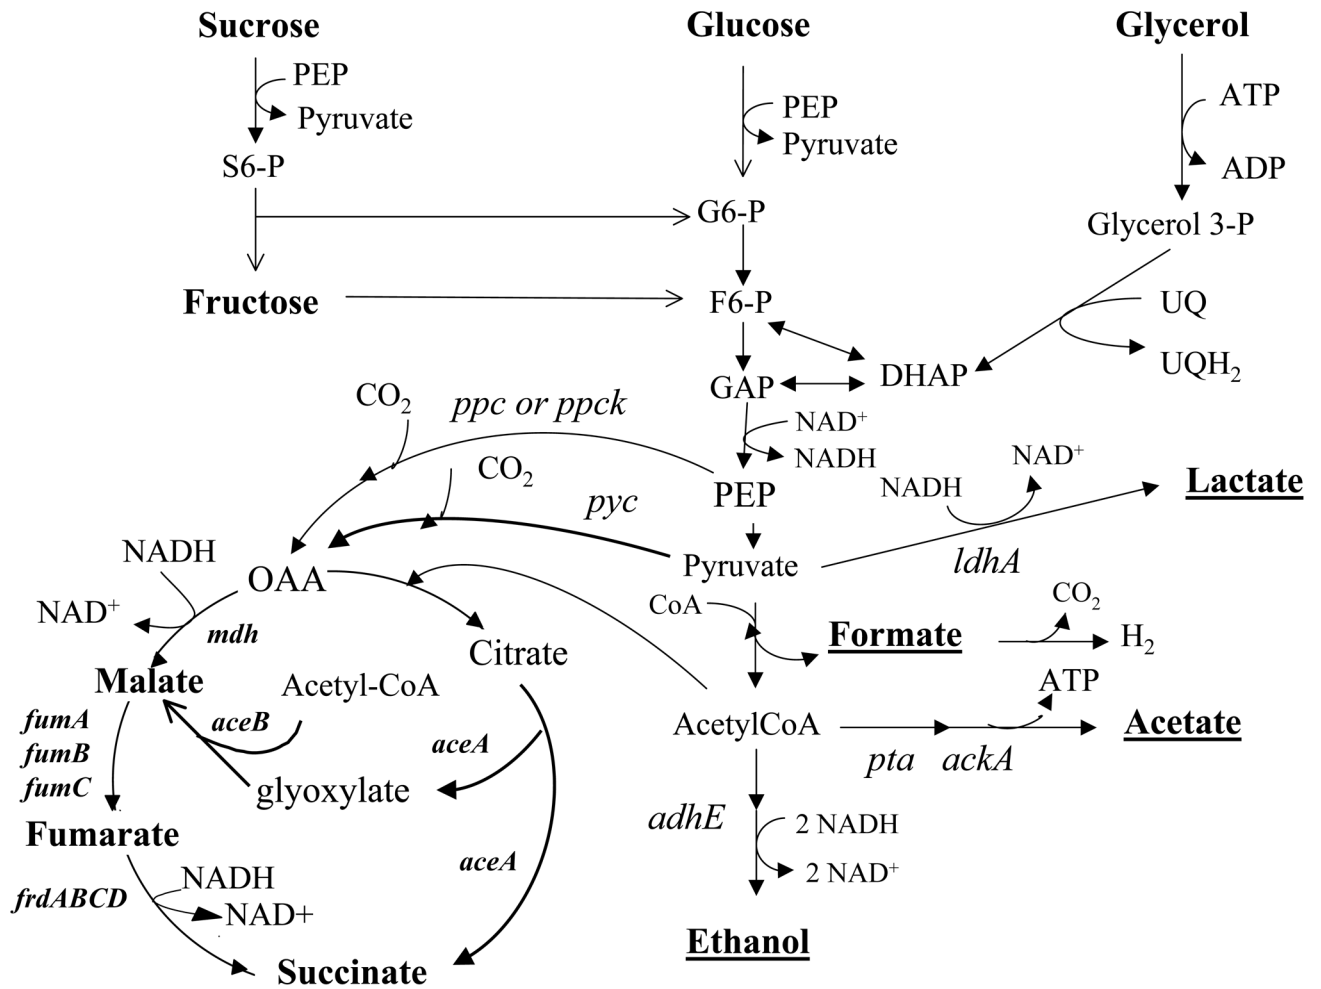 Sucrose
Glucose
Glycerol
PEP
Pyruvate
PEP
Pyruvate
ATP
ADP
S6-P
G6-P
Glycerol 3-P
Fructose
F6-P
UQ
UQH₂
GAP
DHAP
CO₂
ppc or ppck
NAD⁺
NADH
CO₂
PEP
NADH
NAD⁺
Lactate
pyc
Pyruvate
ldhA
NADH
NAD⁺
OAA
mdh
CoA
Formate
CO₂
H₂
Citrate
Malate
Acetyl-CoA
ATP
fumA
fumB
fumC
aceB
aceA
AcetylCoA
pta
ackA
Acetate
glyoxylate
Fumarate
adhE
2 NADH
2 NAD⁺
aceA
frdABCD
NADH
NAD+
Succinate
Ethanol